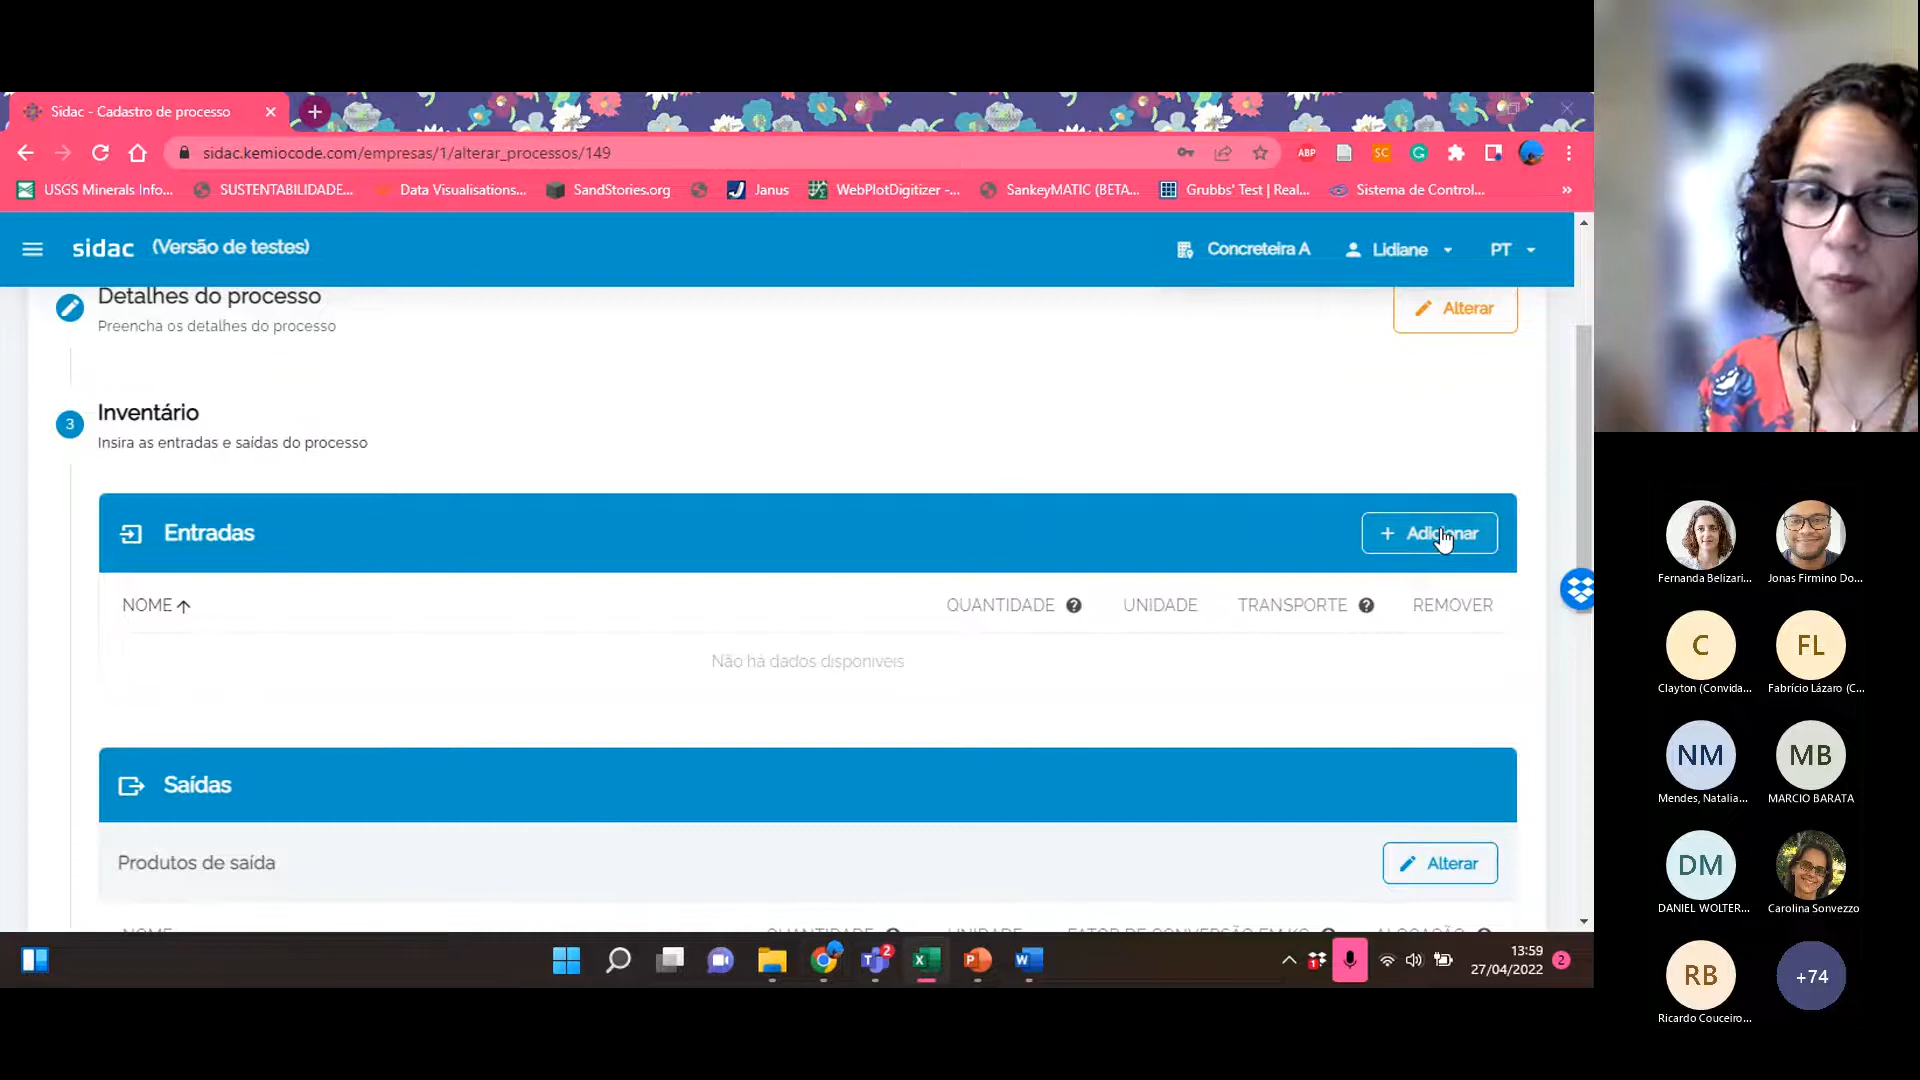 Sidac - Cadastro de processo
sidac.kemiocode.com/empresas/1/alterar_processos/149
ABP
SC
USGS Minerals Info...
SUSTENTABILIDADE...
Data Visualisations...
SandStories.org
Janus
WebPlotDigitizer -...
SankeyMATIC (BETA...
Grubbs' Test | Real...
Sistema de Control...
»
sidac (Versão de testes)
Concreteira A
Lidiane
PT
Detalhes do processo
Preencha os detalhes do processo
Alterar
3
Inventário
Insira as entradas e saídas do processo
Entradas
NOME
QUANTIDADE
UNIDADE
TRANSPORTE
REMOVER
Não há dados disponíveis
Saídas
Produtos de saída
Alterar
13:59
27/04/2022
2
2
Fernanda Belizari...
Jonas Firmino Do...
C
Clayton (Convida...
FL
Fabrício Lázaro (C...
NM
Mendes, Natalia...
MB
MARCIO BARATA
DM
DANIEL WOLTER...
Carolina Sonvezzo
RB
Ricardo Couceiro...
+74